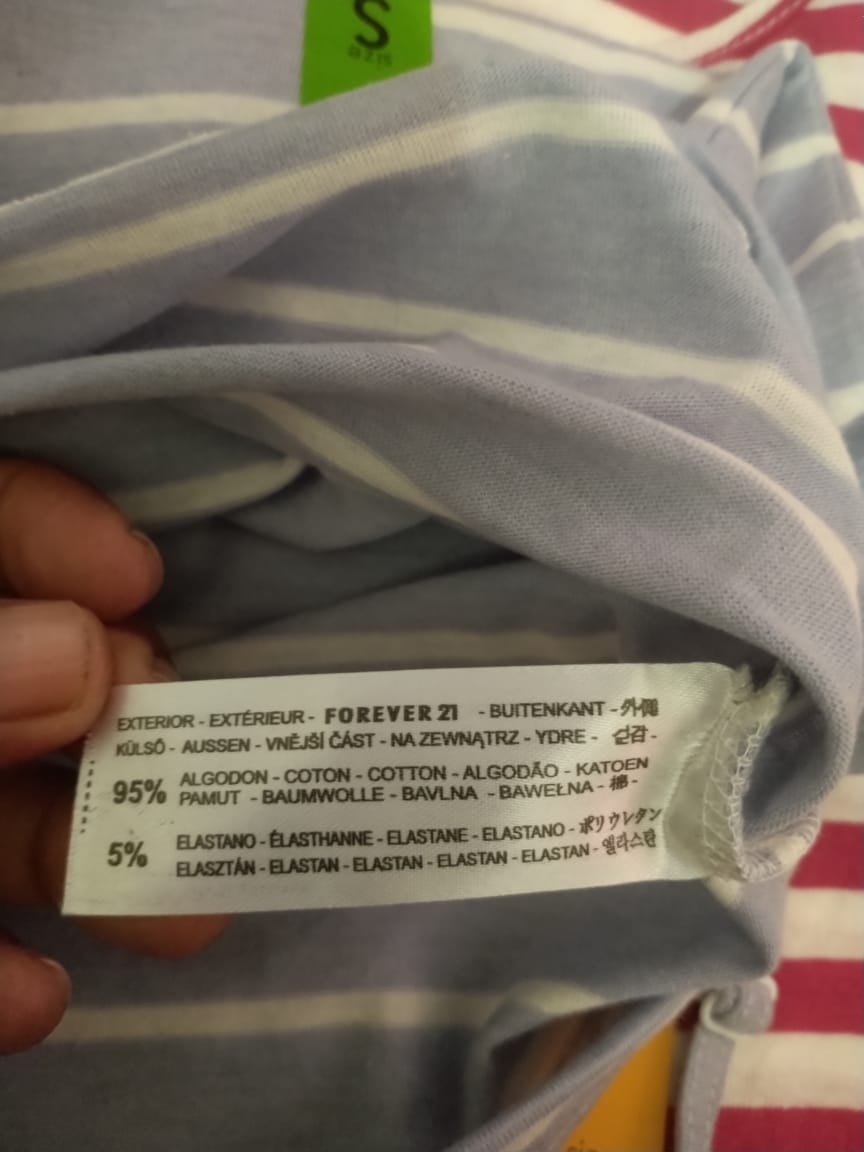 S
azis
EXTERIOR - EXTÉRIEUR - FOREVER 21 - BUITENKANT - 外側
KÜLSŐ - AUSSEN - VNĚJŠÍ ČÁST - NA ZEWNĄTRZ - YDRE - 겉감 -
95% ALGODON - COTON - COTTON - ALGODÃO - KATOEN
PAMUT - BAUMWOLLE - BAVLNA - BAWEŁNA - 棉 -
5% ELASTANO - ÉLASTHANNE - ELASTANE - ELASTANO - ポリウレタン
ELASZTÁN - ELASTAN - ELASTAN - ELASTAN - ELASTAN - 엘라스탄